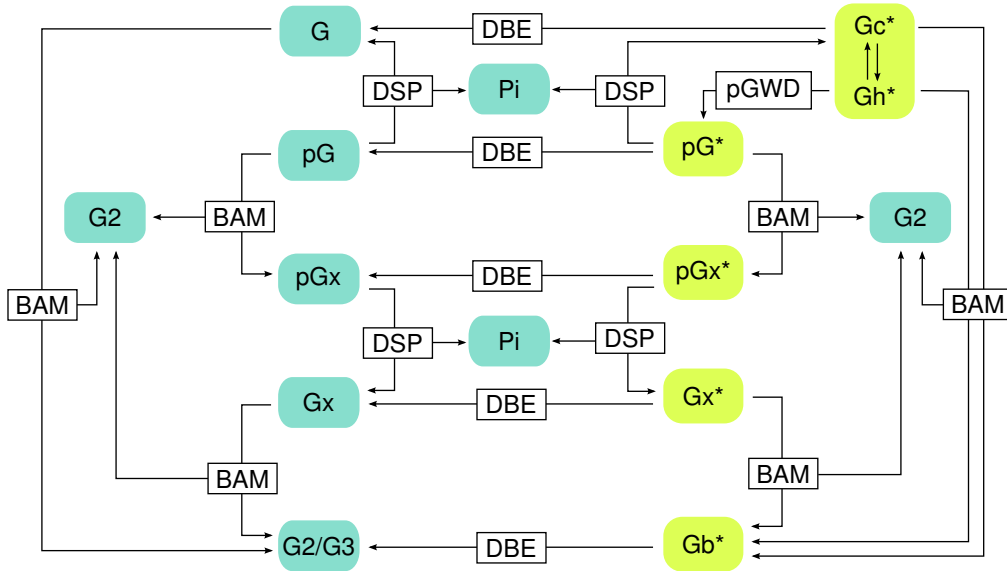 G
DBE
Gc*
DSP
Pi
DSP
pGWD
Gh*
pG
DBE
pG*
G2
BAM
BAM
G2
pGx
DBE
pGx*
BAM
BAM
DSP
Pi
DSP
Gx
DBE
Gx*
BAM
BAM
G2/G3
DBE
Gb*